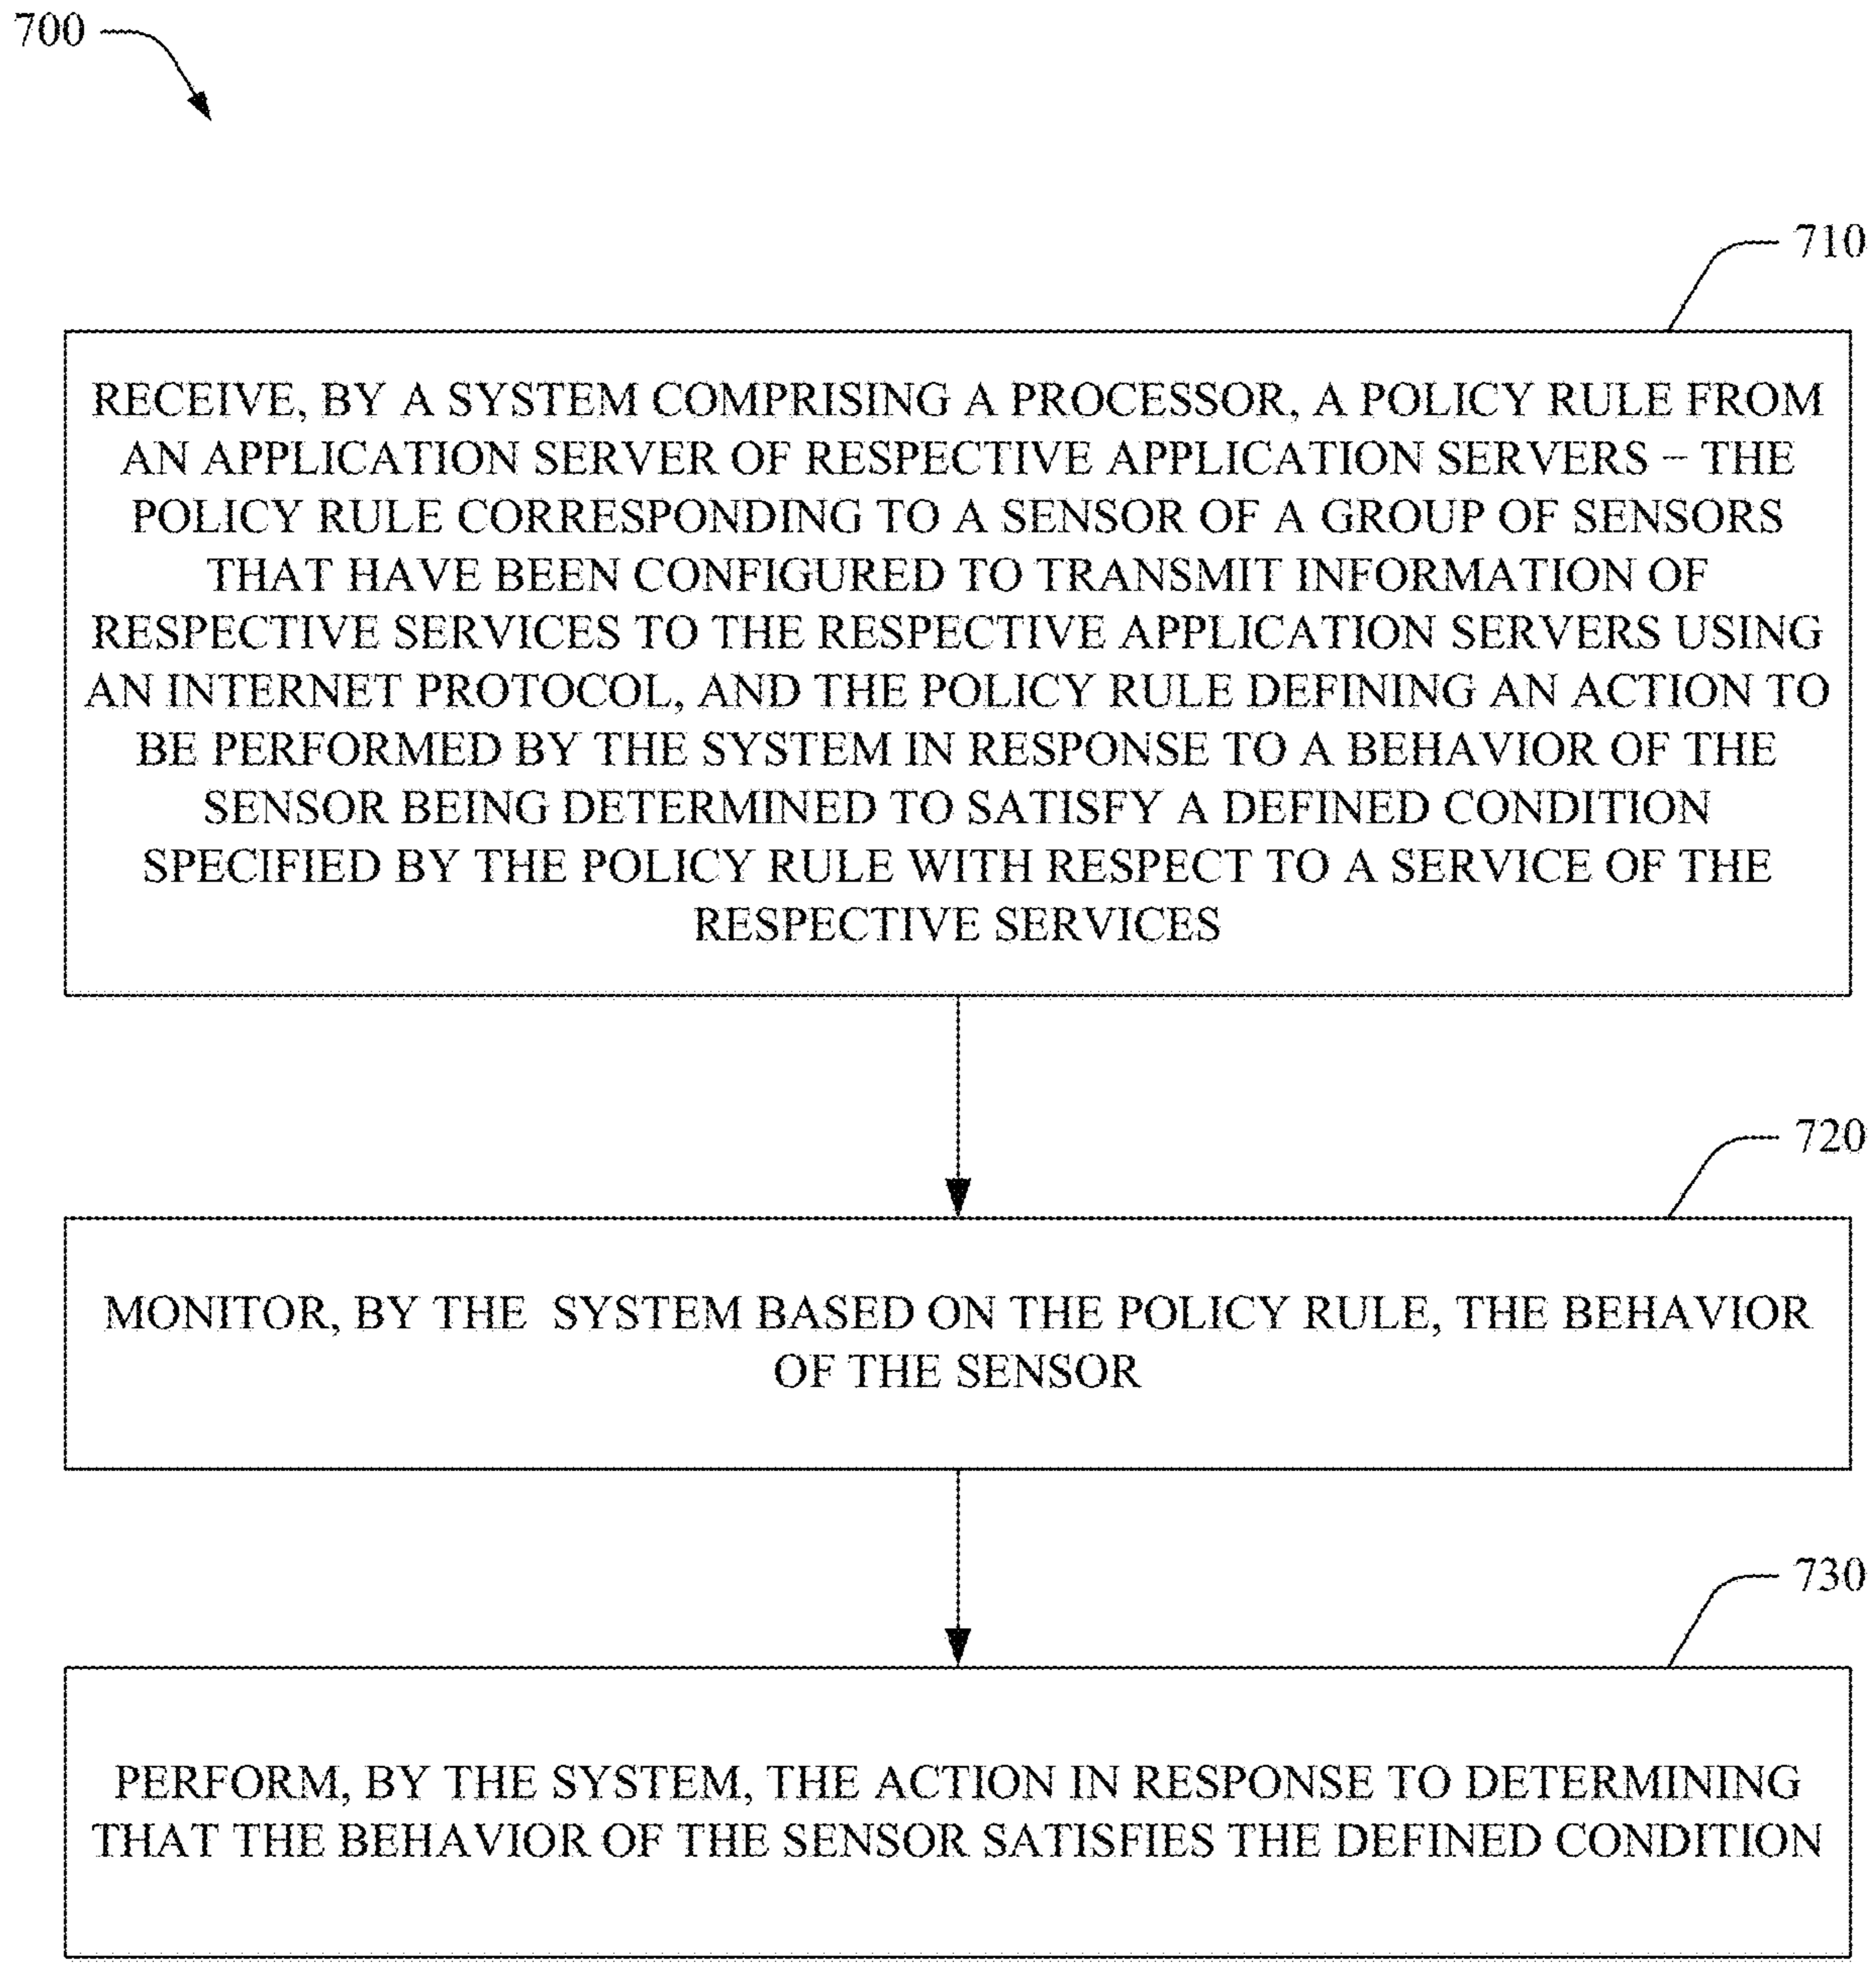 700
710
RECEIVE, BY A SYSTEM COMPRISING A PROCESSOR, A POLICY RULE FROM
AN APPLICATION SERVER OF RESPECTIVE APPLICATION SERVERS – THE
POLICY RULE CORRESPONDING TO A SENSOR OF A GROUP OF SENSORS
THAT HAVE BEEN CONFIGURED TO TRANSMIT INFORMATION OF
RESPECTIVE SERVICES TO THE RESPECTIVE APPLICATION SERVERS USING
AN INTERNET PROTOCOL, AND THE POLICY RULE DEFINING AN ACTION TO
BE PERFORMED BY THE SYSTEM IN RESPONSE TO A BEHAVIOR OF THE
SENSOR BEING DETERMINED TO SATISFY A DEFINED CONDITION
SPECIFIED BY THE POLICY RULE WITH RESPECT TO A SERVICE OF THE
RESPECTIVE SERVICES
720
MONITOR, BY THE SYSTEM BASED ON THE POLICY RULE, THE BEHAVIOR
OF THE SENSOR
730
PERFORM, BY THE SYSTEM, THE ACTION IN RESPONSE TO DETERMINING
THAT THE BEHAVIOR OF THE SENSOR SATISFIES THE DEFINED CONDITION